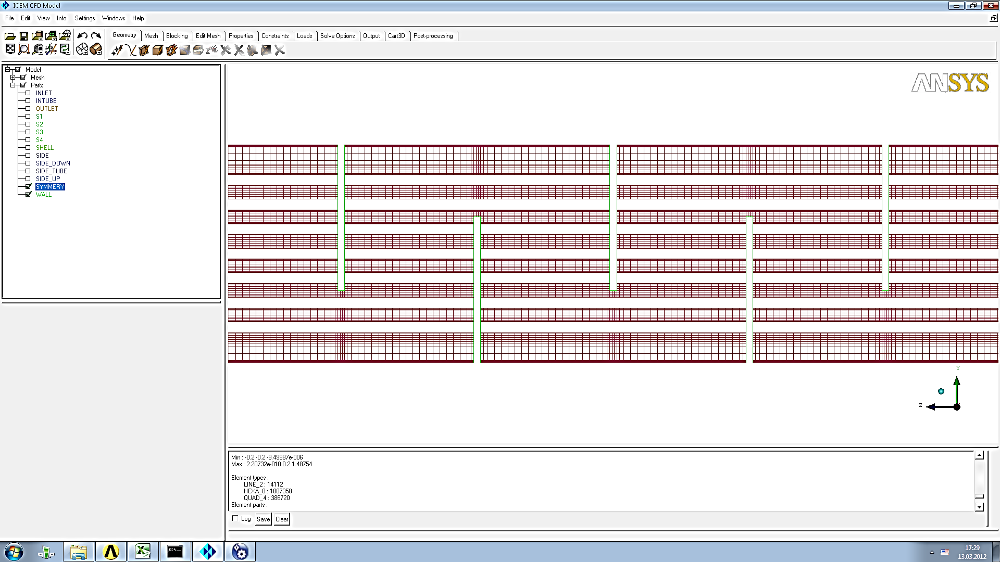 ICEM CFD Model
File Edit View Info Settings Windows Help
Geometry Mesh Blocking Edit Mesh Properties Constraints Loads Solve Options Output Cart3D Post-processing
Model
Mesh
Parts
INLET
INTUBE
OUTLET
S1
S2
S3
S4
SHELL
SIDE
SIDE_DOWN
SIDE_TUBE
SIDE_UP
SYMMERY
WALL
ANSYS
Y
Z
Min : -0.2 -0.2 -9.49987e-006
Max : 2.20732e-010 0.2 1.48754
Element types :
LINE_2 : 14112
HEXA_8 : 1007358
QUAD_4 : 386720
Element parts :
Log Save Clear
C:\_
17:29
13.03.2012